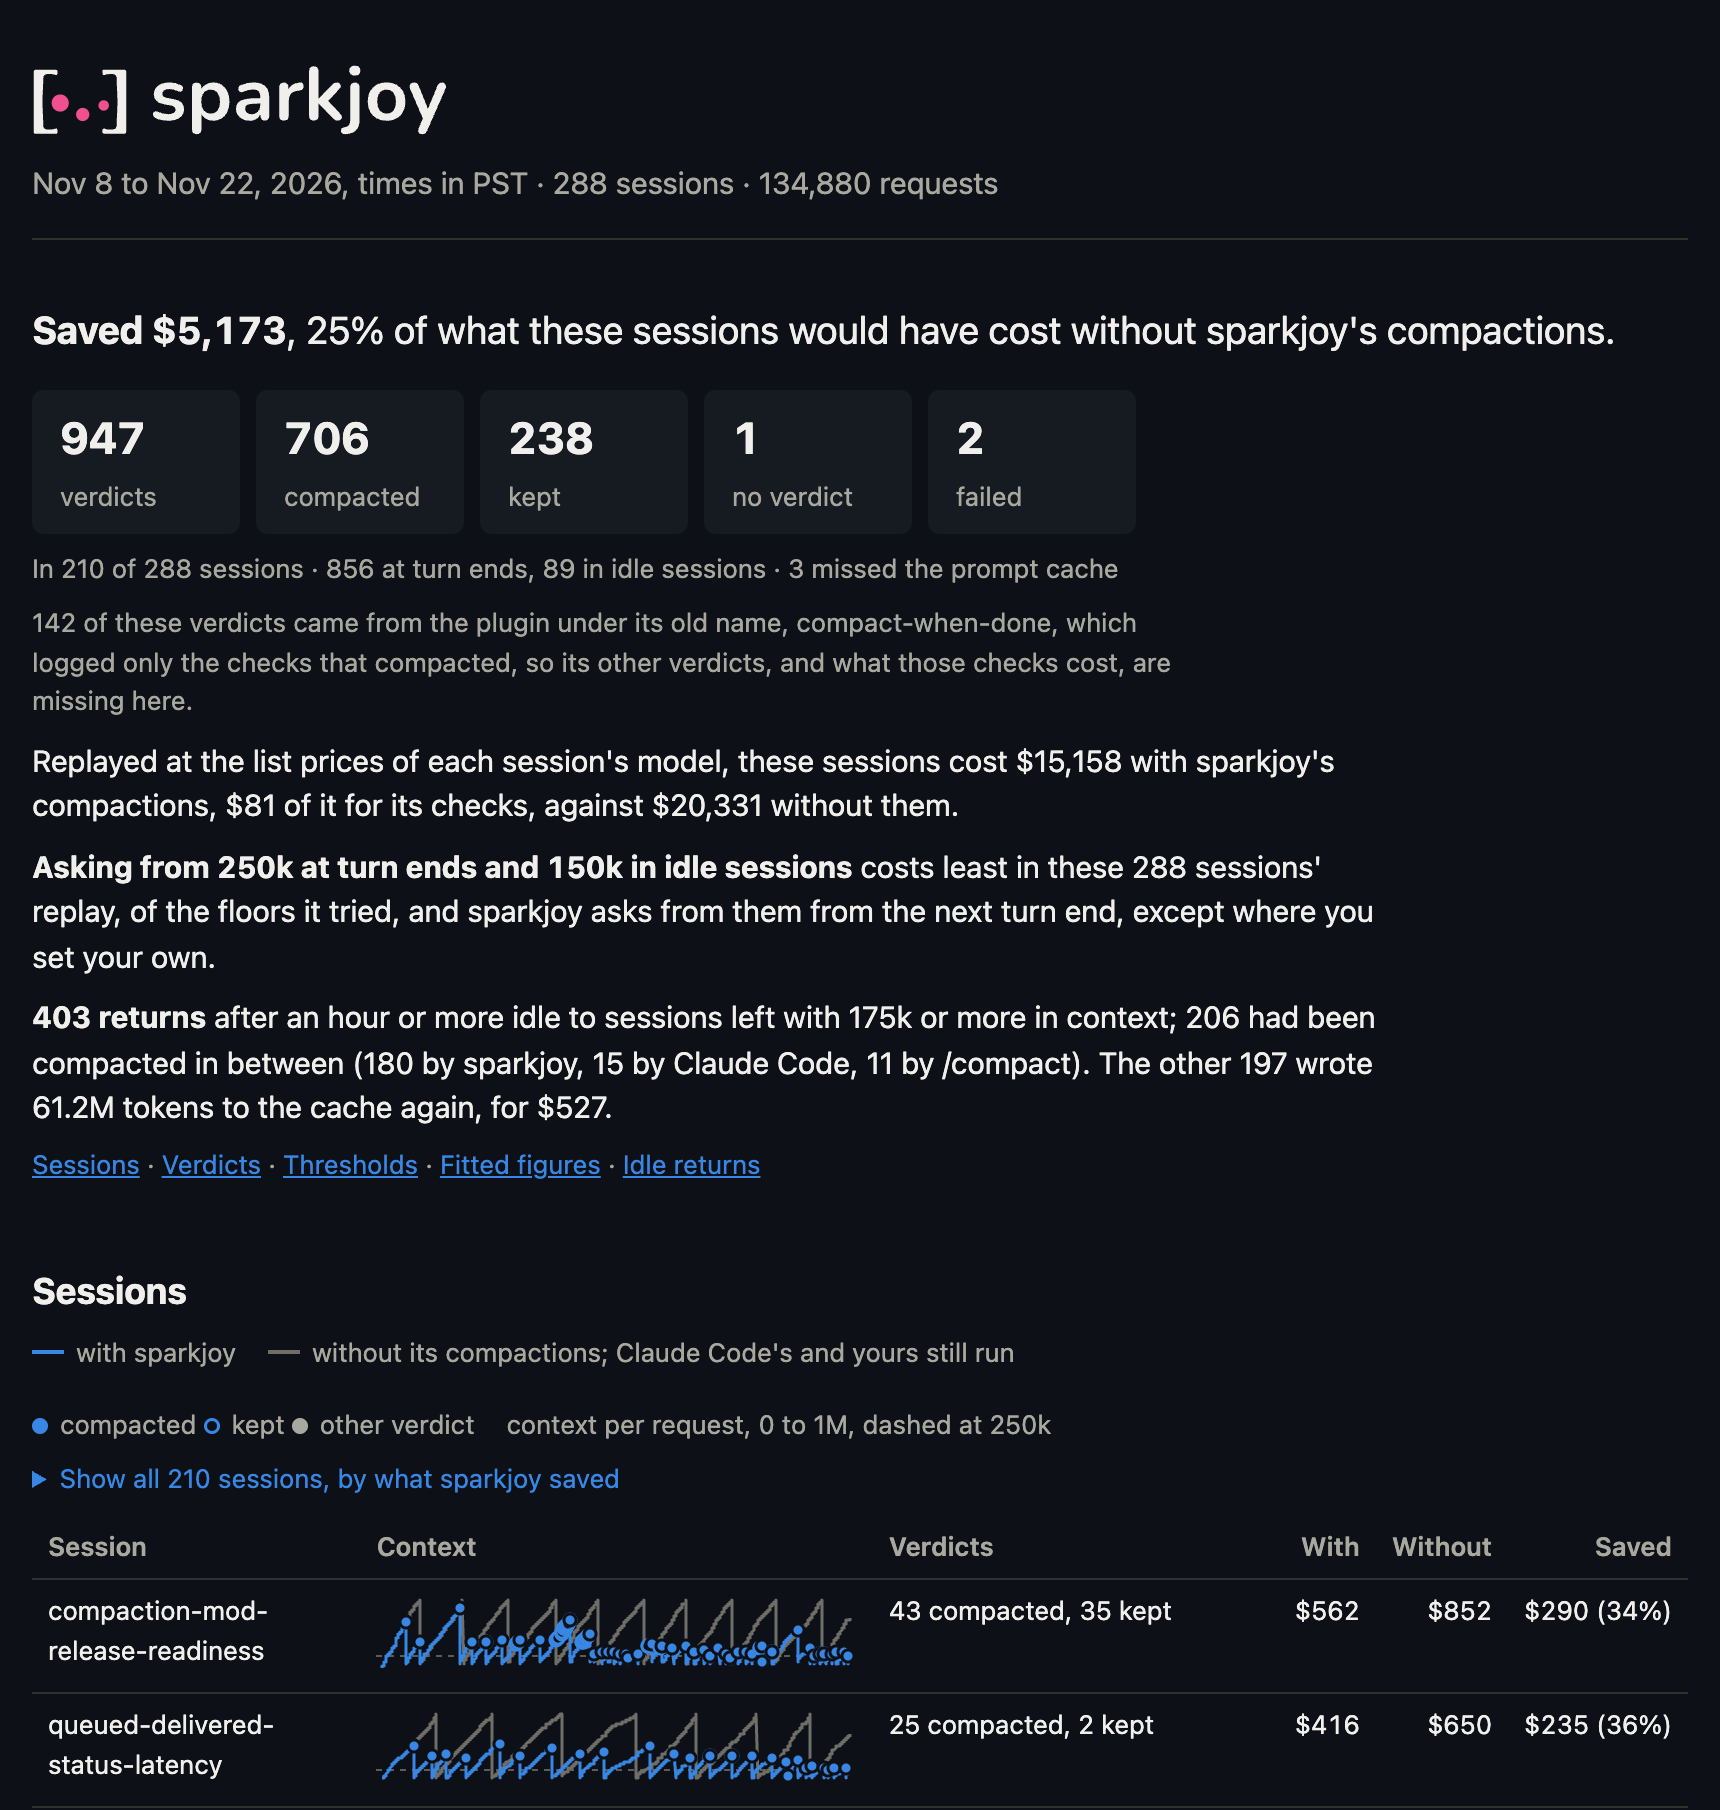 sparkjoy
Nov 8 to Nov 22, 2026, times in PST · 288 sessions · 134,880 requests
Saved $5,173, 25% of what these sessions would have cost without sparkjoy's compactions.
947
verdicts
706
compacted
238
kept
1
no verdict
2
failed
In 210 of 288 sessions · 856 at turn ends, 89 in idle sessions · 3 missed the prompt cache
142 of these verdicts came from the plugin under its old name, compact-when-done, which
logged only the checks that compacted, so its other verdicts, and what those checks cost, are
missing here.
Replayed at the list prices of each session's model, these sessions cost $15,158 with sparkjoy's
compactions, $81 of it for its checks, against $20,331 without them.
Asking from 250k at turn ends and 150k in idle sessions costs least in these 288 sessions'
replay, of the floors it tried, and sparkjoy asks from them from the next turn end, except where you
set your own.
403 returns after an hour or more idle to sessions left with 175k or more in context; 206 had been
compacted in between (180 by sparkjoy, 15 by Claude Code, 11 by /compact). The other 197 wrote
61.2M tokens to the cache again, for $527.
Sessions · Verdicts · Thresholds · Fitted figures · Idle returns
Sessions
with sparkjoy without its compactions; Claude Code's and yours still run
compacted kept other verdict context per request, 0 to 1M, dashed at 250k
Show all 210 sessions, by what sparkjoy saved
Session Context Verdicts With Without Saved
compaction-mod-
release-readiness
43 compacted, 35 kept $562 $852 $290 (34%)
queued-delivered-
status-latency
25 compacted, 2 kept $416 $650 $235 (36%)